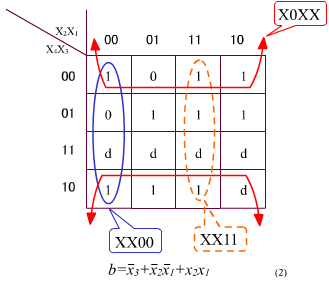 X0XX
X₂X₁
X₄X₃
00 01 11 10
00 1 0 1 1
01 0 1 1 1
11 d d d d
10 1 1 1 d
XX00
XX11
b=x̄₃+x̄₂x̄₁+x₂x₁ (2)